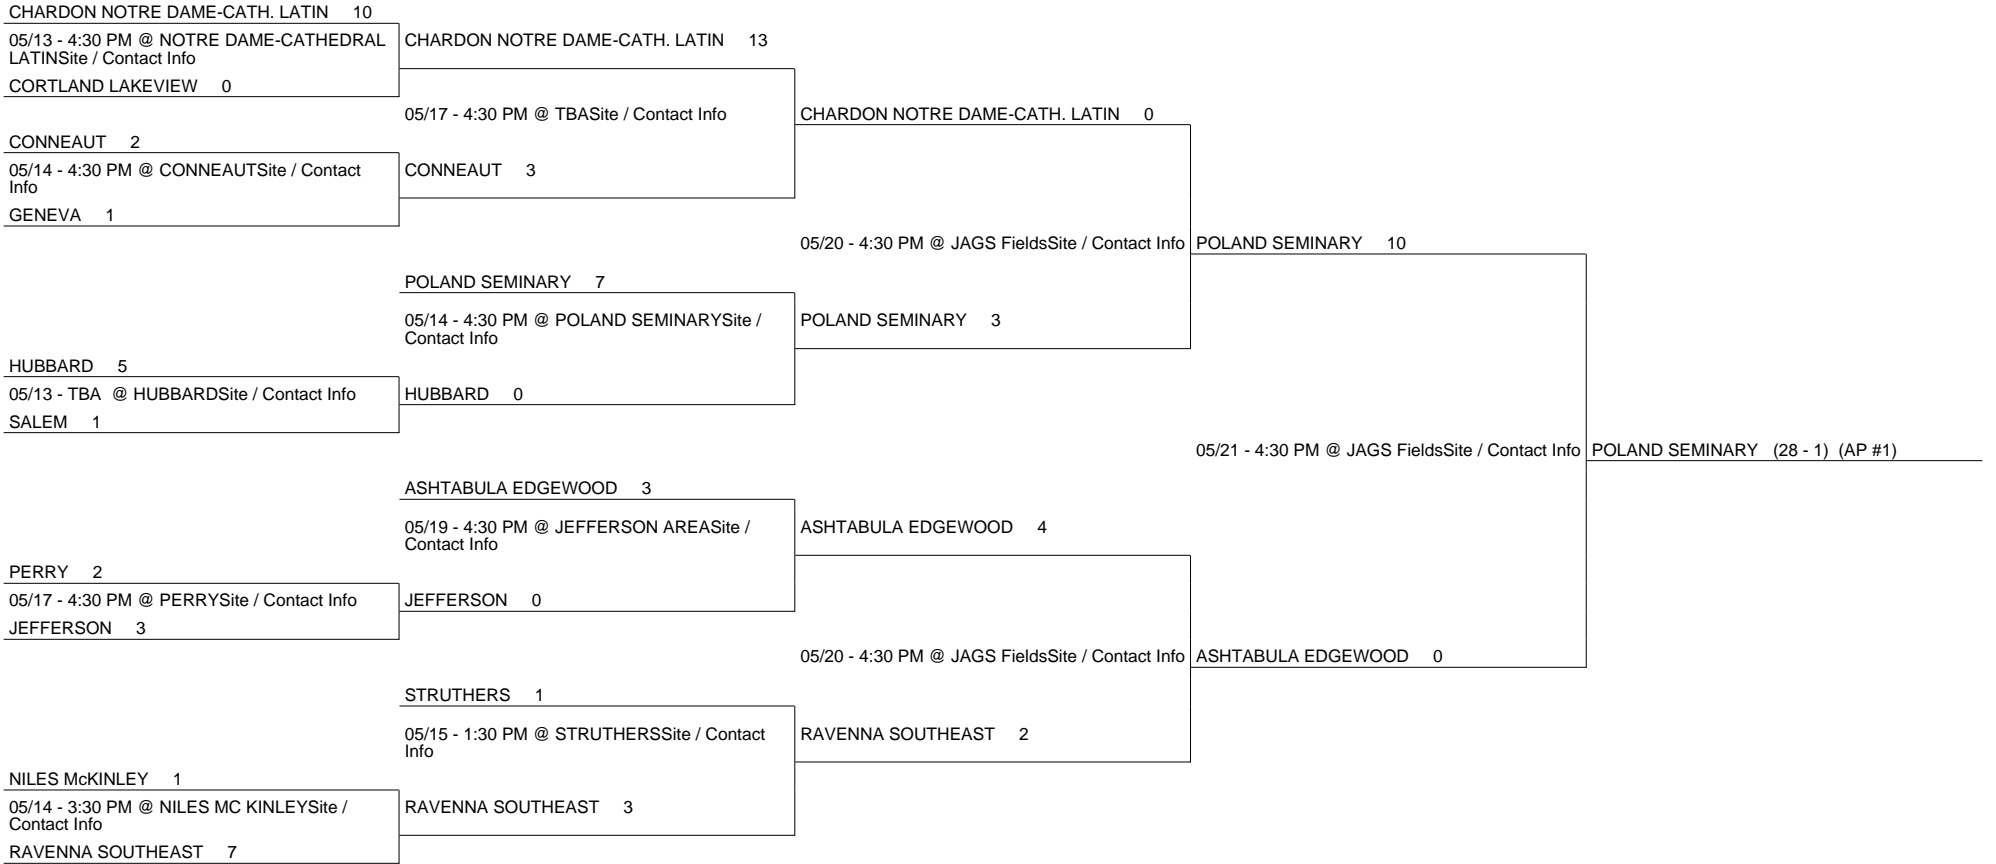 CHARDON NOTRE DAME-CATH. LATIN 10
05/13 - 4:30 PM @ NOTRE DAME-CATHEDRAL
LATINSite / Contact Info
CORTLAND LAKEVIEW 0
CONNEAUT 2
05/14 - 4:30 PM @ CONNEAUTSite / Contact
Info
GENEVA 1
HUBBARD 5
05/13 - TBA @ HUBBARDSite / Contact Info
SALEM 1
PERRY 2
05/17 - 4:30 PM @ PERRYSite / Contact Info
JEFFERSON 3
NILES McKINLEY 1
05/14 - 3:30 PM @ NILES MC KINLEYSite /
Contact Info
RAVENNA SOUTHEAST 7
CHARDON NOTRE DAME-CATH. LATIN 13
05/17 - 4:30 PM @ TBASite / Contact Info
CONNEAUT 3
POLAND SEMINARY 7
05/14 - 4:30 PM @ POLAND SEMINARYSite /
Contact Info
HUBBARD 0
ASHTABULA EDGEWOOD 3
05/19 - 4:30 PM @ JEFFERSON AREASite /
Contact Info
JEFFERSON 0
STRUTHERS 1
05/15 - 1:30 PM @ STRUTHERSSite / Contact
Info
RAVENNA SOUTHEAST 3
CHARDON NOTRE DAME-CATH. LATIN 0
05/20 - 4:30 PM @ JAGS FieldsSite / Contact Info
POLAND SEMINARY 3
ASHTABULA EDGEWOOD 4
05/20 - 4:30 PM @ JAGS FieldsSite / Contact Info
RAVENNA SOUTHEAST 2
POLAND SEMINARY 10
05/21 - 4:30 PM @ JAGS FieldsSite / Contact Info
ASHTABULA EDGEWOOD 0
POLAND SEMINARY (28 - 1) (AP #1)